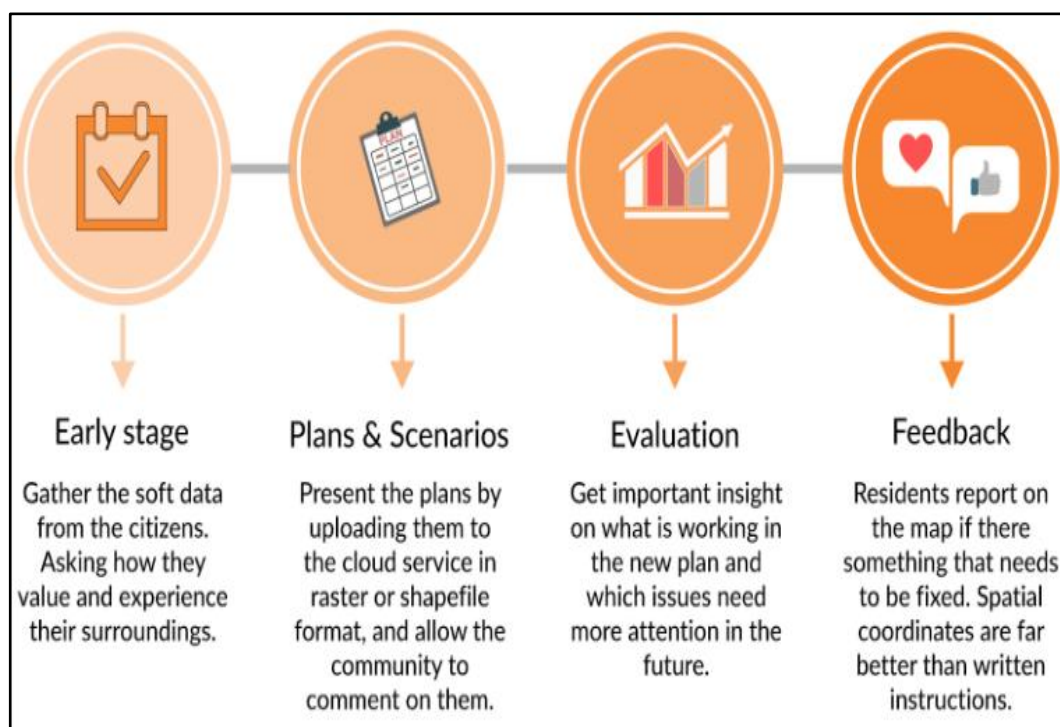 PLAN
Early stage
Gather the soft data
from the citizens.
Asking how they
value and experience
their surroundings.
Plans & Scenarios
Present the plans by
uploading them to
the cloud service in
raster or shapefile
format, and allow the
community to
comment on them.
Evaluation
Get important insight
on what is working in
the new plan and
which issues need
more attention in the
future.
Feedback
Residents report on
the map if there
something that needs
to be fixed. Spatial
coordinates are far
better than written
instructions.